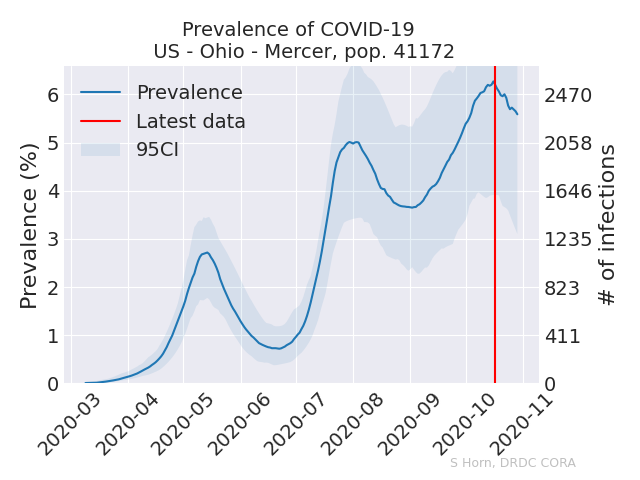 Prevalence of COVID-19
US - Ohio - Mercer, pop. 41172
Prevalence
Latest data
95CI
Prevalence (%)
6
5
4
3
2
1
0
2470
2058
1646
1235
823
411
0
# of infections
2020-03
2020-04
2020-05
2020-06
2020-07
2020-08
2020-09
2020-10
2020-11
S Horn, DRDC CORA